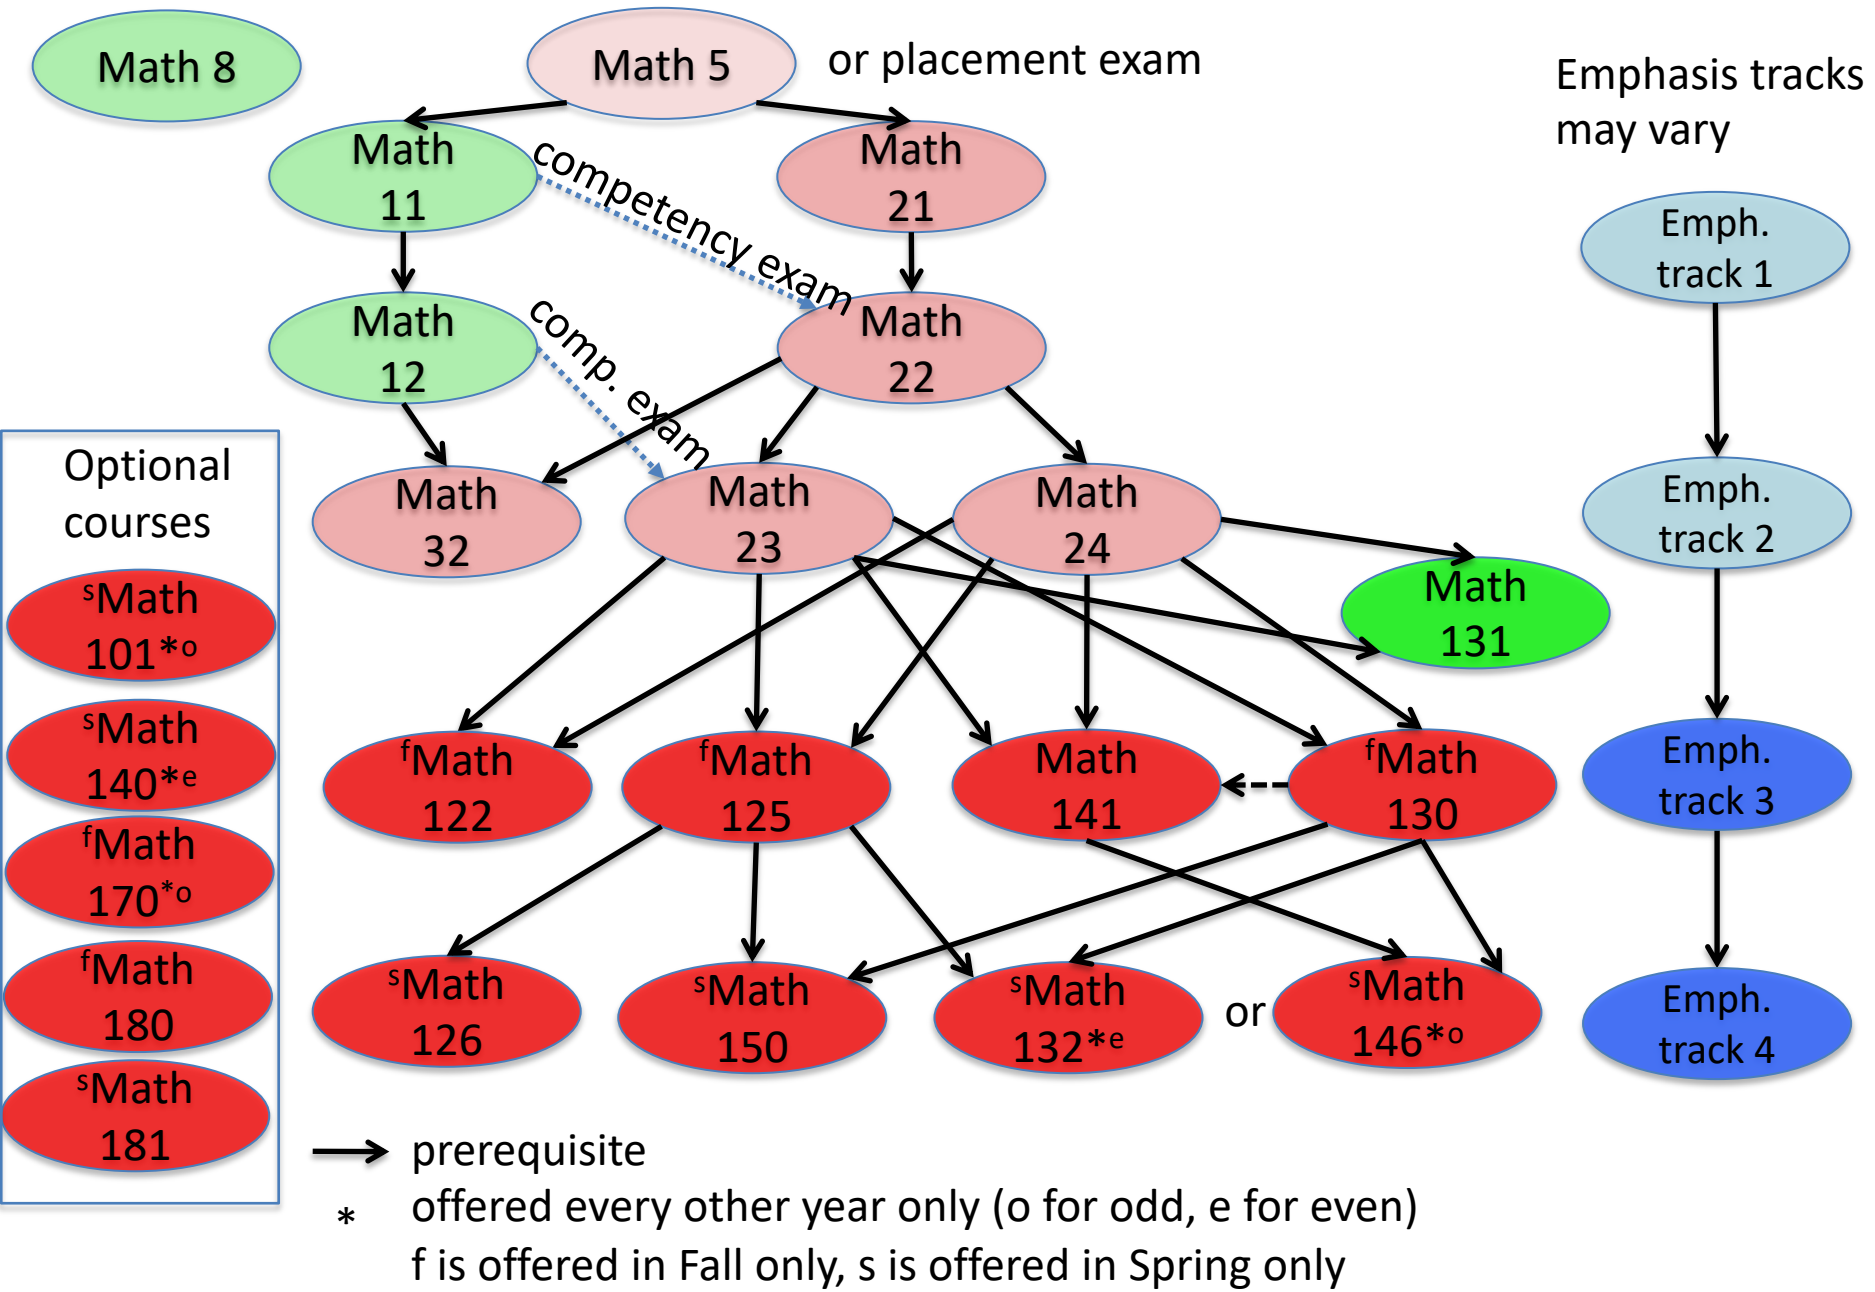 Math 8
Math 5
or placement exam
Emphasis tracks
may vary
Math
11
competency exam
Math
21
Emph.
track 1
Math
12
comp. exam
Math
22
Optional
courses
Math
32
Math
23
Math
24
Emph.
track 2
sMath
101*o
Math
131
sMath
140*e
fMath
122
fMath
125
Math
141
fMath
130
Emph.
track 3
fMath
170*o
fMath
180
sMath
126
sMath
150
sMath
132*e
or
sMath
146*o
Emph.
track 4
sMath
181
prerequisite
* offered every other year only (o for odd, e for even)
f is offered in Fall only, s is offered in Spring only